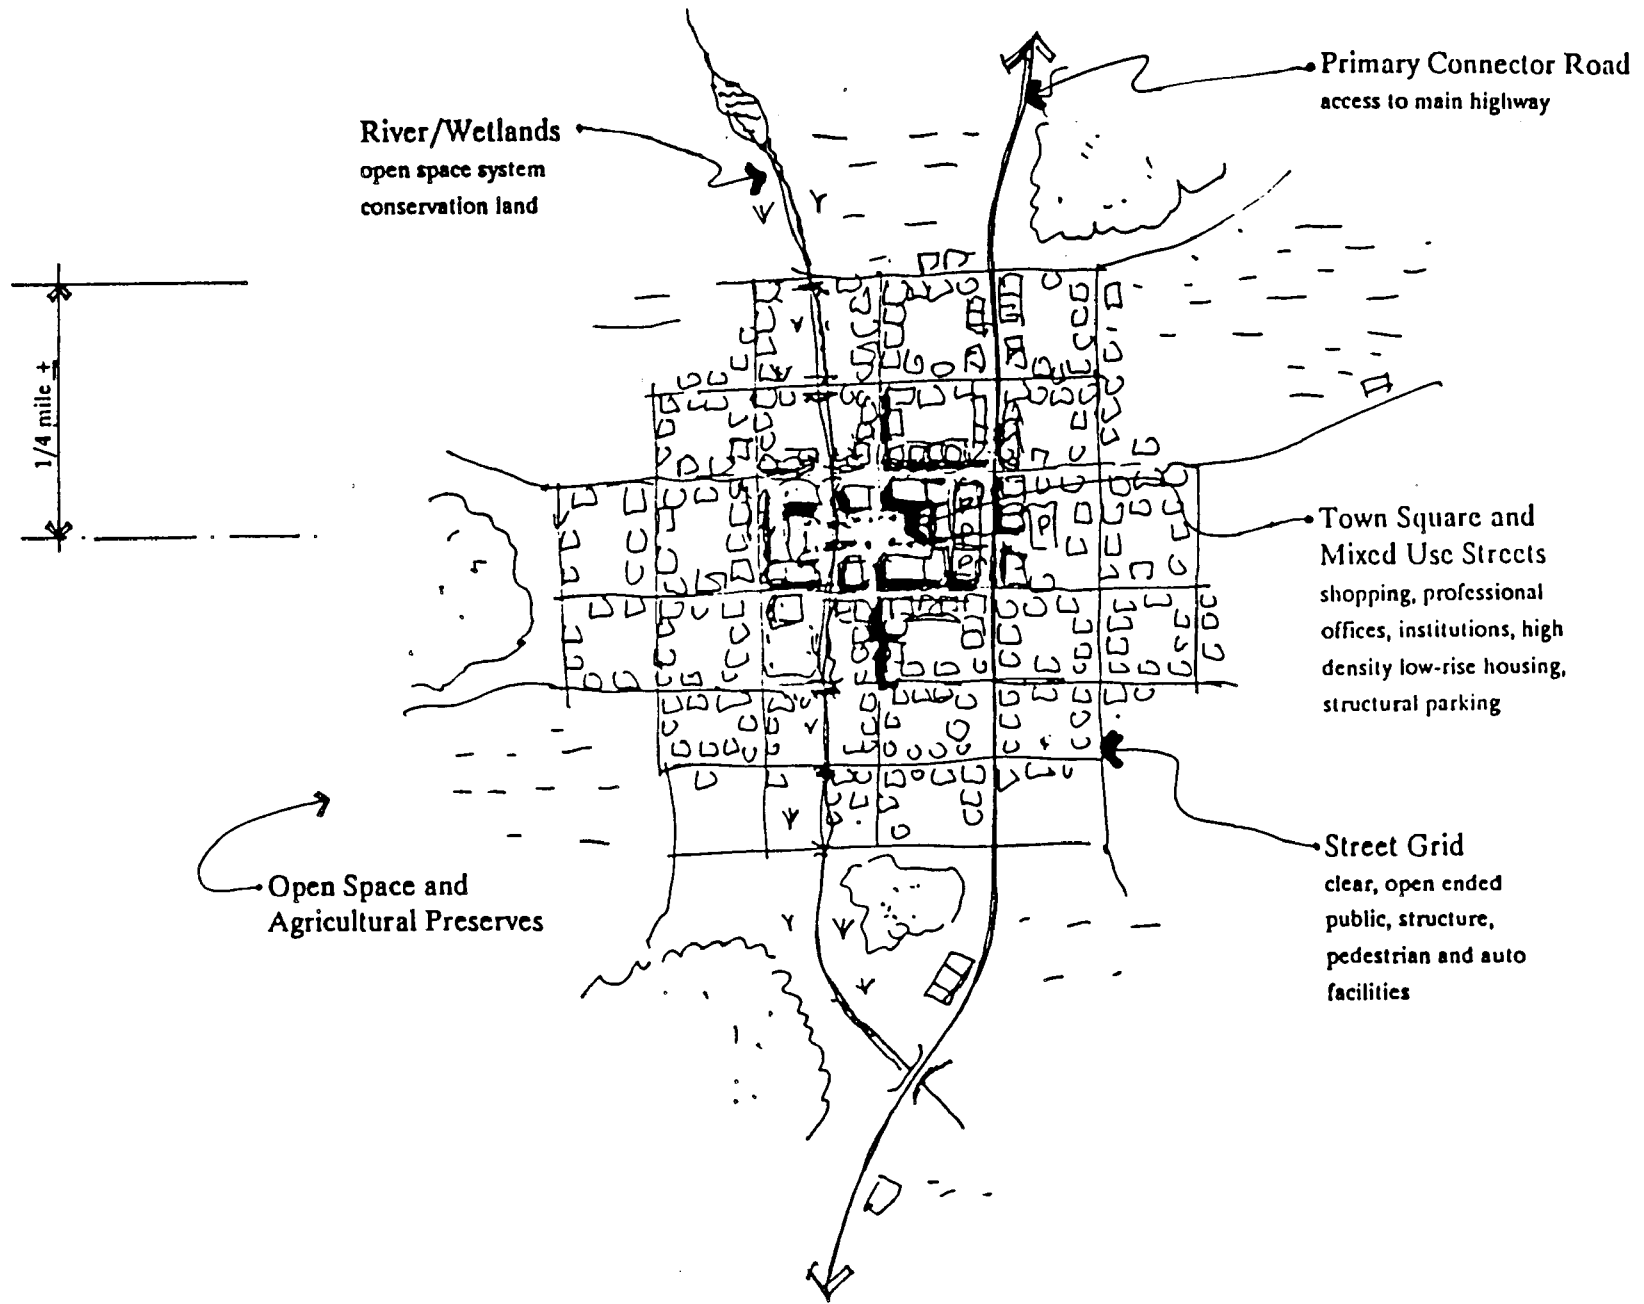 Primary Connector Road
access to main highway
River/Wetlands
open space system
conservation land
1/4 mile ±
Town Square and
Mixed Use Streets
shopping, professional
offices, institutions, high
density low-rise housing,
structural parking
P
P
P
Street Grid
clear, open ended
public, structure,
pedestrian and auto
facilities
Open Space and
Agricultural Preserves